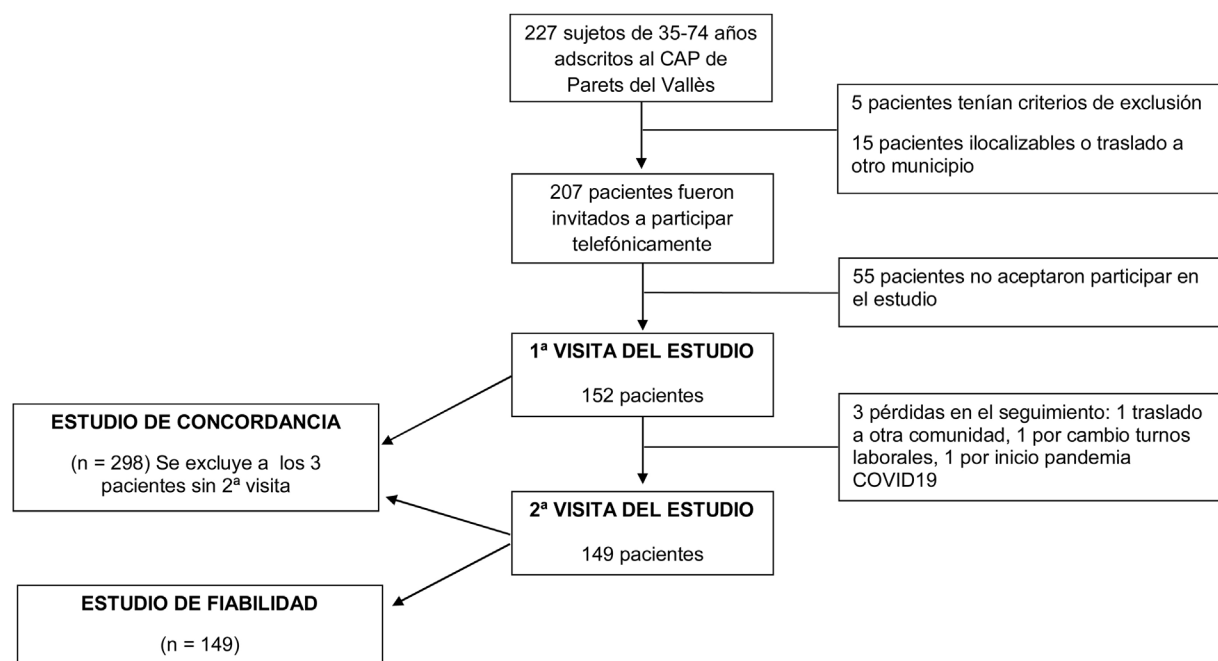 227 sujetos de 35-74 años
adscritos al CAP de
Parets del Vallès
5 pacientes tenían criterios de exclusión
15 pacientes ilocalizables o traslado a
otro municipio
207 pacientes fueron
invitados a participar
telefónicamente
55 pacientes no aceptaron participar en
el estudio
1ª VISITA DEL ESTUDIO
152 pacientes
3 pérdidas en el seguimiento: 1 traslado
a otra comunidad, 1 por cambio turnos
laborales, 1 por inicio pandemia
COVID19
ESTUDIO DE CONCORDANCIA
(n = 298) Se excluye a los 3
pacientes sin 2ª visita
2ª VISITA DEL ESTUDIO
149 pacientes
ESTUDIO DE FIABILIDAD
(n = 149)